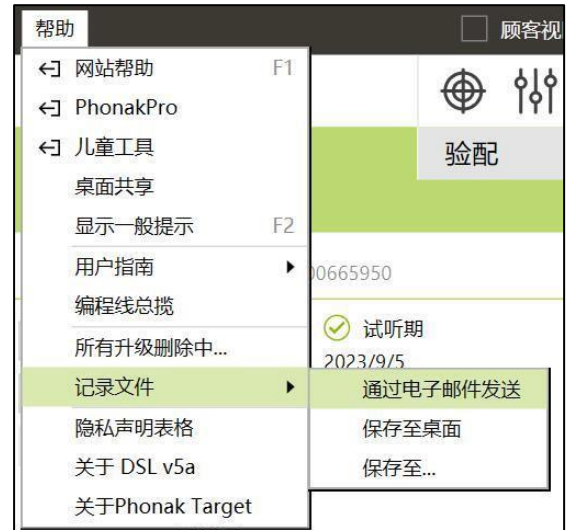 帮助
顾客视
网站帮助 F1
PhonakPro
儿童工具
验配
桌面共享
显示一般提示 F2
用户指南
00665950
编程线总揽
试听期
所有升级删除中...
2023/9/5
记录文件
通过电子邮件发送
隐私声明表格
保存至桌面
关于 DSL v5a
保存至...
关于Phonak Target